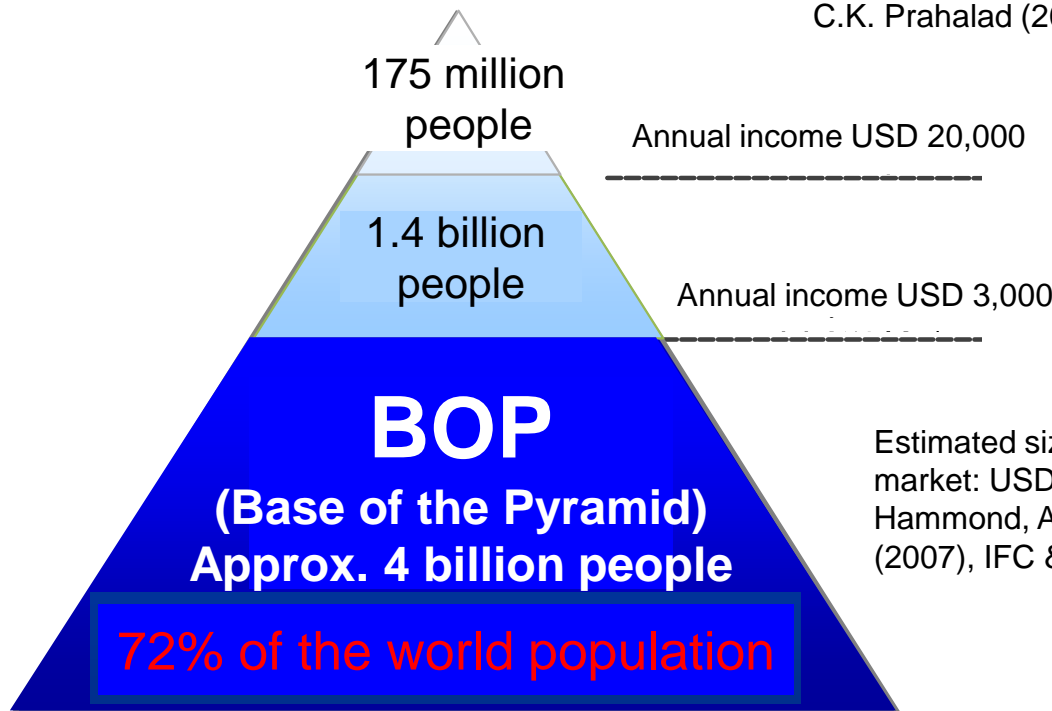 C.K. Prahalad
175 million
people
Annual income USD 20,000
1.4 billion
people
Annual income USD 3,000
BOP
(Base of the Pyramid)
Approx. 4 billion people
72% of the world population
Estimated
market: USD
Hammond,
(2007), IFC